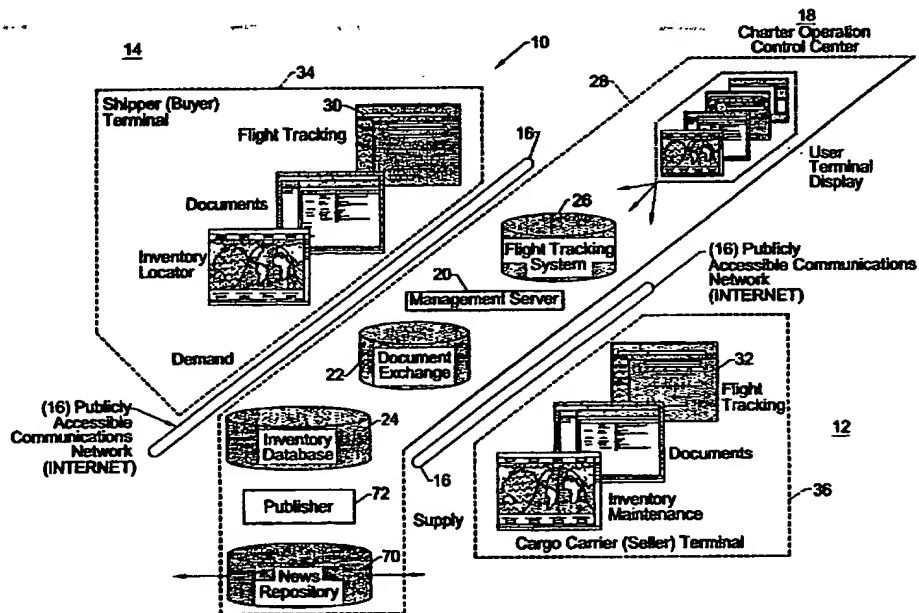 14
10
18
Charter Operation
Control Center
34
28
Shipper (Buyer)
Terminal
30
Flight Tracking
16
User
Terminal
Display
Documents
26
Flight Tracking
System
Inventory
Locator
(16) Publicly
Accessible Communications
Network
(INTERNET)
20
Management Server
Demand
22
Document
Exchange
32
Flight
Tracking
12
(16) Publicly
Accessible
Communications
Network
(INTERNET)
24
Inventory
Database
16
Documents
Publisher
72
Supply
Inventory
Maintenance
36
Cargo Carrier (Seller) Terminal
70
News
Repository